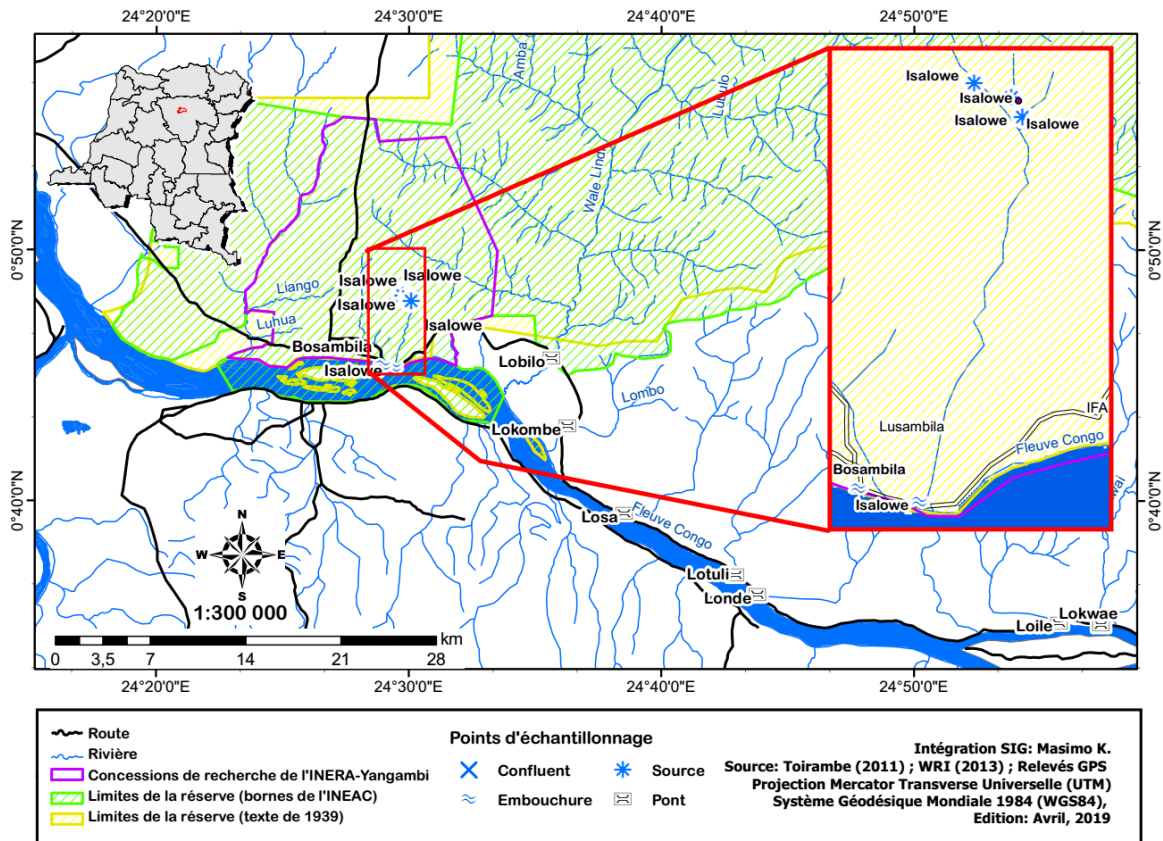 24°20'0"E
24°30'0"E
24°40'0"E
24°50'0"E
0°50'0"N
0°40'0"N
Amba
Lubulo
Wale Lindi
Liango
Luhua
Isalowe
Isalowe
Isalowe
Isalowe
Bosambila
Isalowe
Lobilo
Lombo
Lokombe
Losa
Fleuve Congo
Lotuli
Londe
Loile
Lokwae
Isalowe
Isalowe
Isalowe
Isalowe
Lusambila
IFA
Fleuve Congo
Bosambila
Isalowe
0°50'0"N
0°40'0"N
N
W
E
S
1:300 000
km
0 3,5 7 14 21 28
24°20'0"E
24°30'0"E
24°40'0"E
24°50'0"E
Route
Rivière
Concessions de recherche de l'INERA-Yangambi
Limites de la réserve (bornes de l'INEAC)
Limites de la réserve (texte de 1939)
Points d'échantillonnage
Confluent
Source
Embouchure
Pont
Intégration SIG: Masimo K.
Source: Toirambe (2011) ; WRI (2013) ; Relevés GPS
Projection Mercator Transverse Universelle (UTM)
Système Géodésique Mondiale 1984 (WGS84),
Edition: Avril, 2019